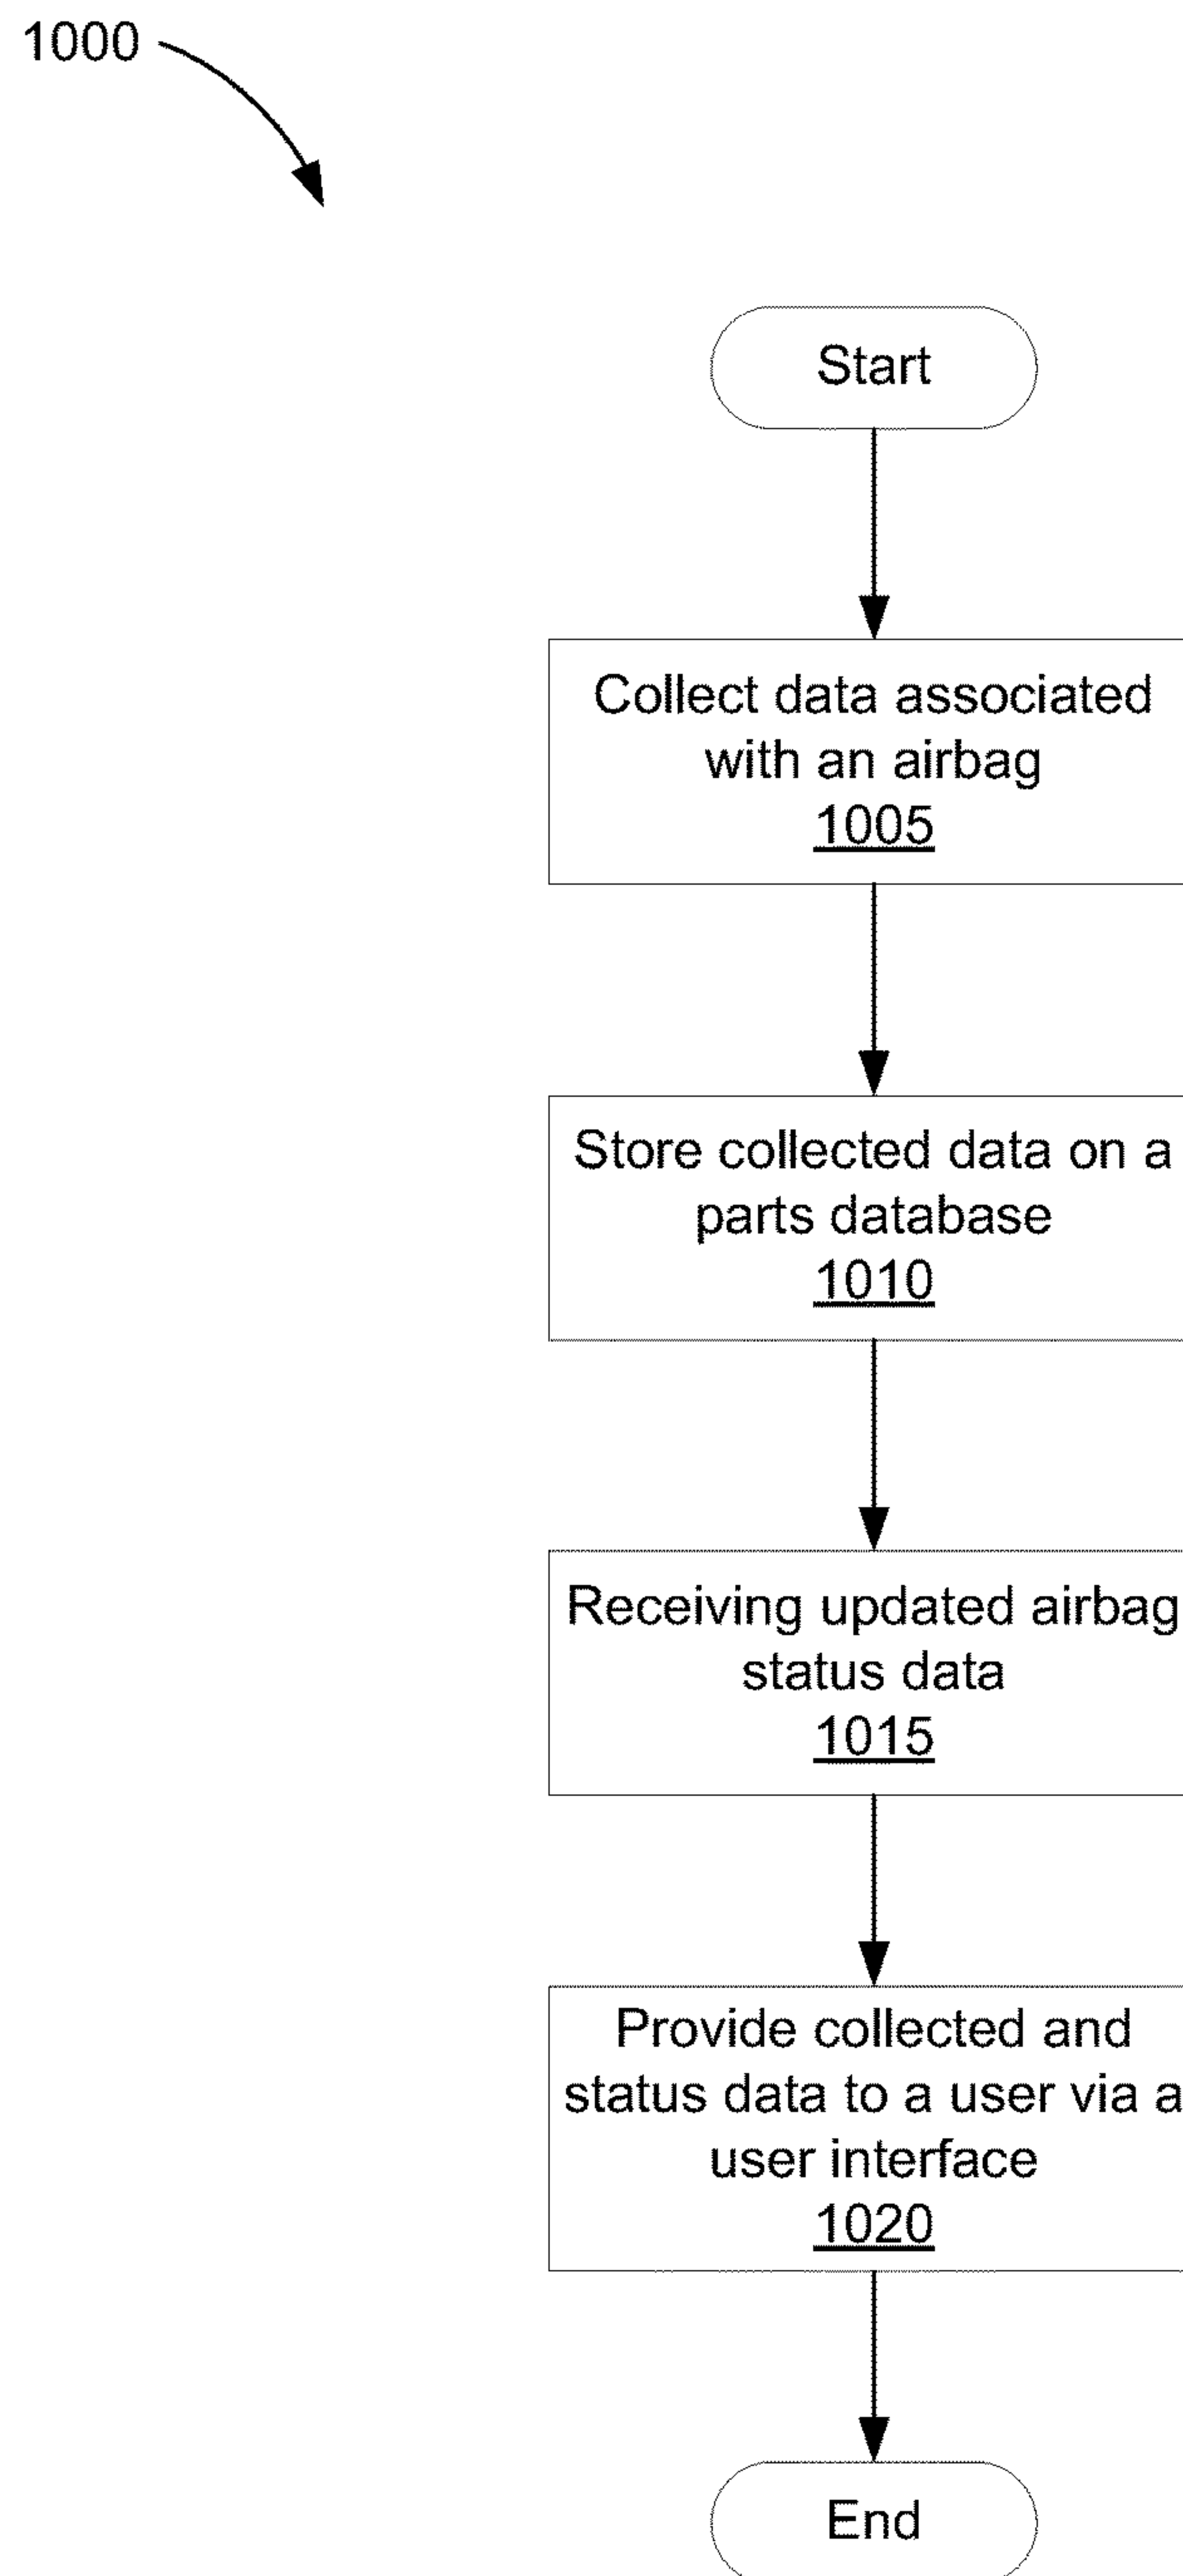 1000
Start
Collect data associated
with an airbag
1005
Store collected data on a
parts database
1010
Receiving updated airbag
status data
1015
Provide collected and
status data to a user via a
user interface
1020
End